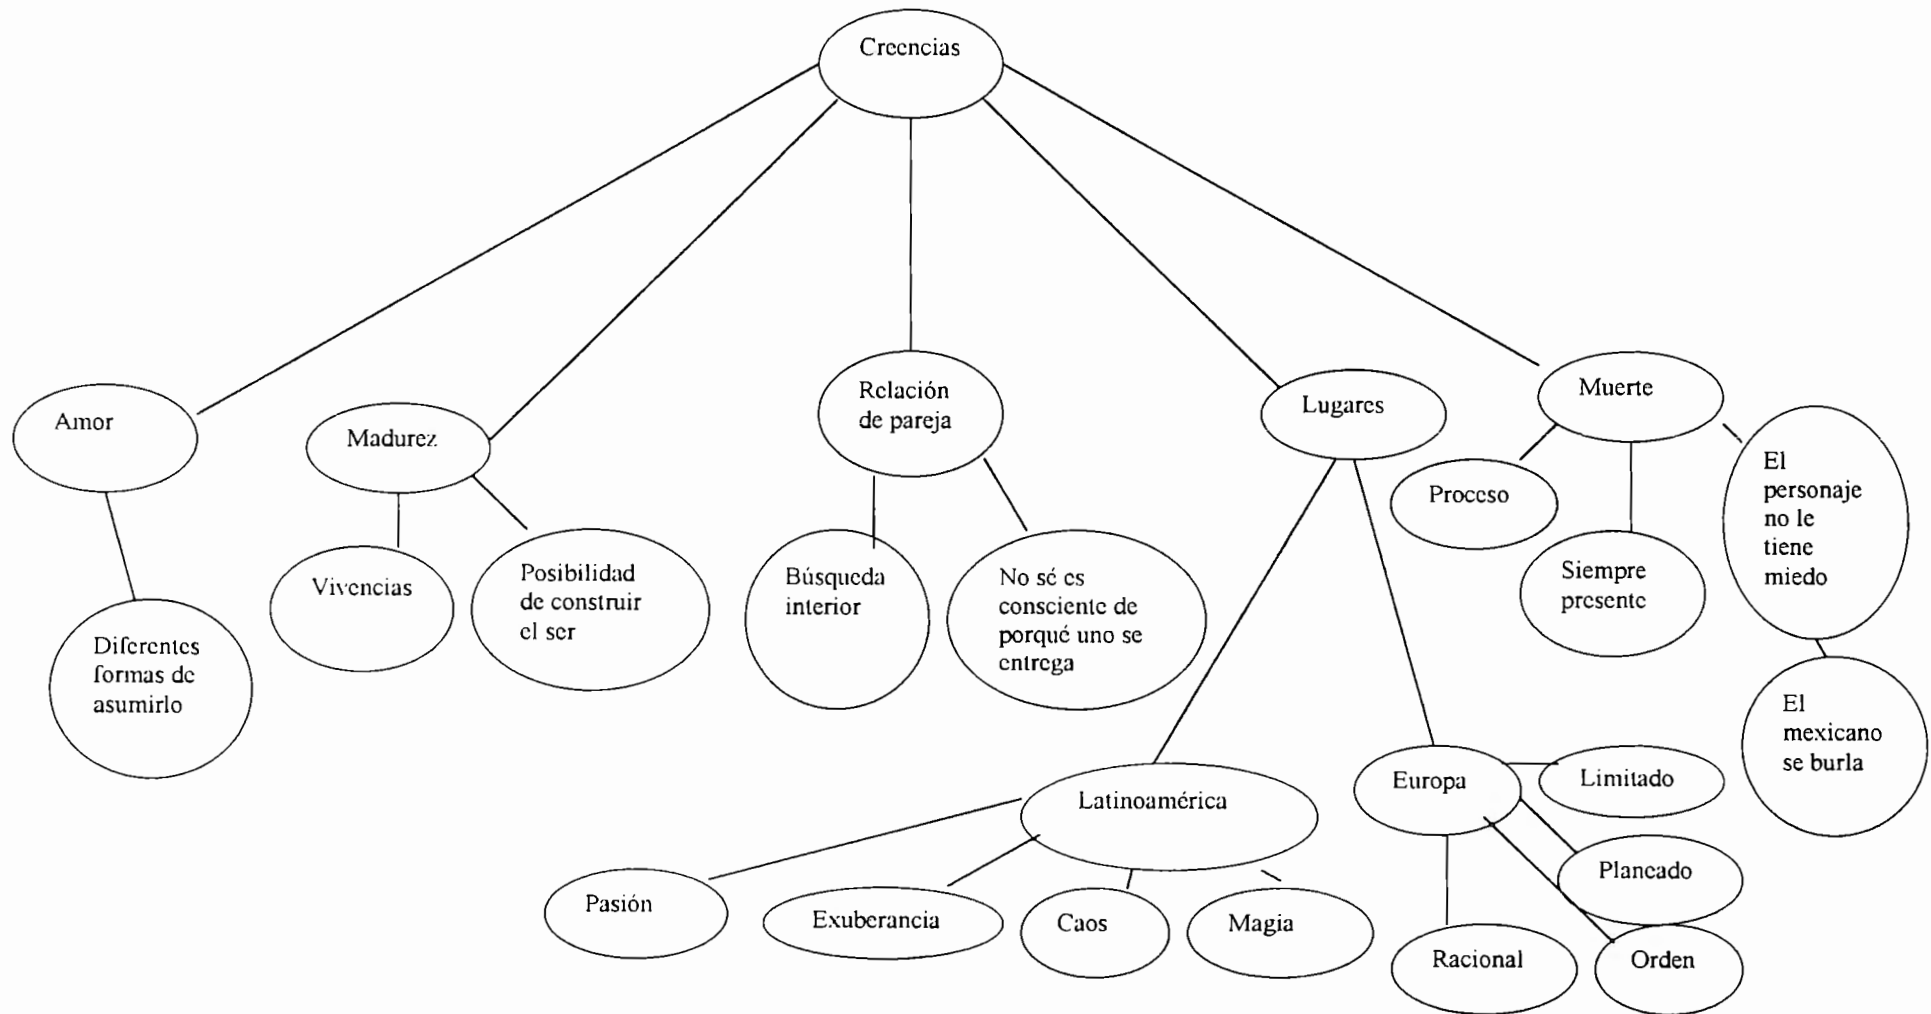 Creencias
Amor
Madurez
Relación
de pareja
Lugares
Muerte
Proceso
El
personaje
no le
tiene
miedo
Siempre
presente
Vivencias
Posibilidad
de construir
el ser
Búsqueda
interior
No sé es
consciente de
porqué uno se
entrega
Diferentes
formas de
asumirlo
El
mexicano
se burla
Latinoamérica
Europa
Limitado
Planeado
Pasión
Exuberancia
Caos
Magia
Racional
Orden